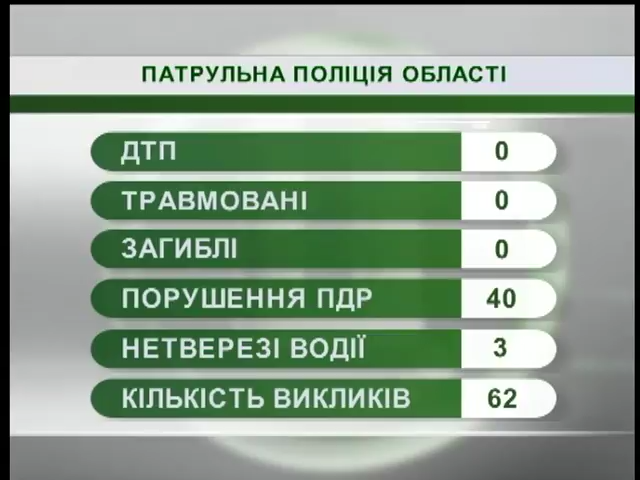 ПАТРУЛЬНА ПОЛІЦІЯ ОБЛАСТІ
ДТП 0
ТРАВМОВАНІ 0
ЗАГИБЛІ 0
ПОРУШЕННЯ ПДР 40
НЕТВЕРЕЗІ ВОДІЇ 3
КІЛЬКІСТЬ ВИКЛИКІВ 62